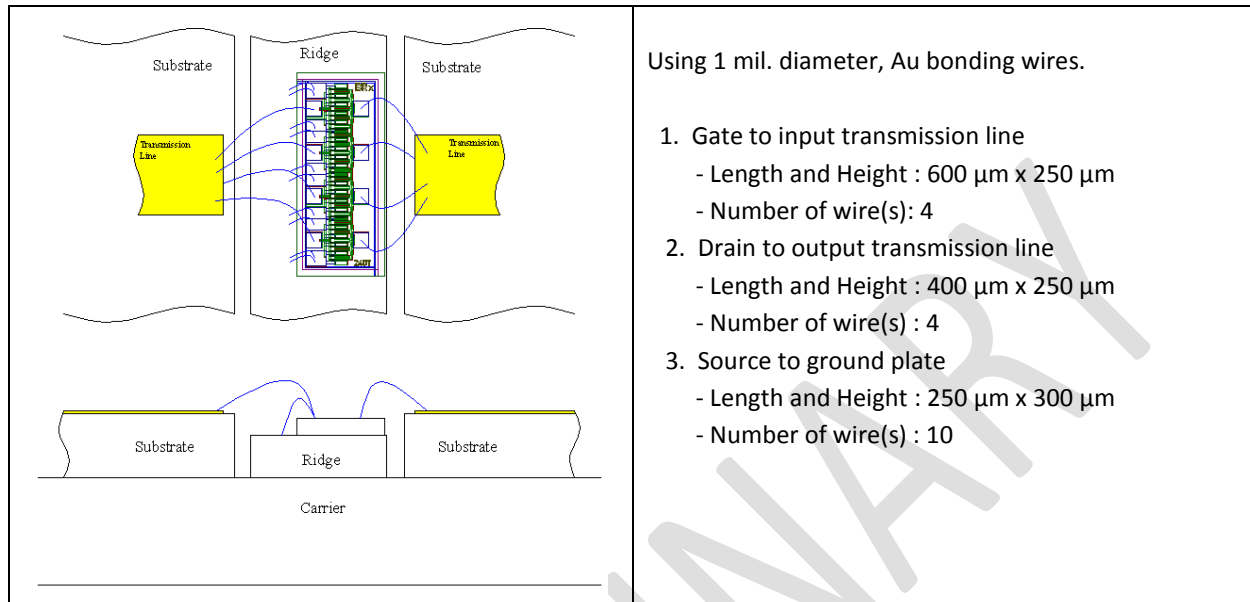 Substrate
Ridge
Substrate
E5Rx
Transmission
Line
Transmission
Line
240T
Substrate
Ridge
Substrate
Carrier
Using 1 mil. diameter, Au bonding wires.
1. Gate to input transmission line
- Length and Height : 600 µm x 250 µm
- Number of wire(s): 4
2. Drain to output transmission line
- Length and Height : 400 µm x 250 µm
- Number of wire(s) : 4
3. Source to ground plate
- Length and Height : 250 µm x 300 µm
- Number of wire(s) : 10